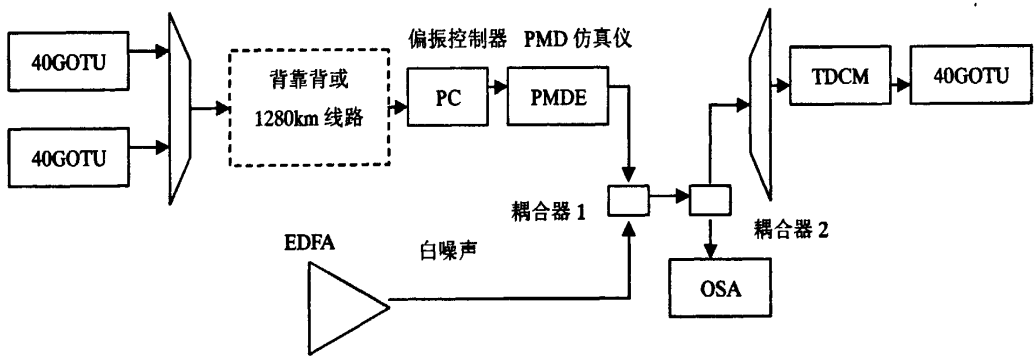 偏振控制器 PMD 仿真仪
40GOTU
背靠背或
1280km 线路
PC
PMDE
TDCM
40GOTU
40GOTU
耦合器 1
耦合器 2
EDFA
白噪声
OSA